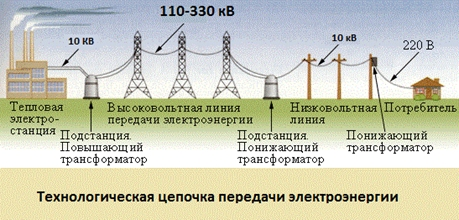 110-330 кВ
10 КВ
10 кВ
220 В
Тепловая
электро-
станция
Высоковольтная линия
передачи электроэнергии
Низковольтная
линия
Потребитель
Подстанция.
Повышающий
трансформатор
Подстанция.
Понижающий
трансформатор
Понижающий
трансформатор
Технологическая цепочка передачи электроэнергии